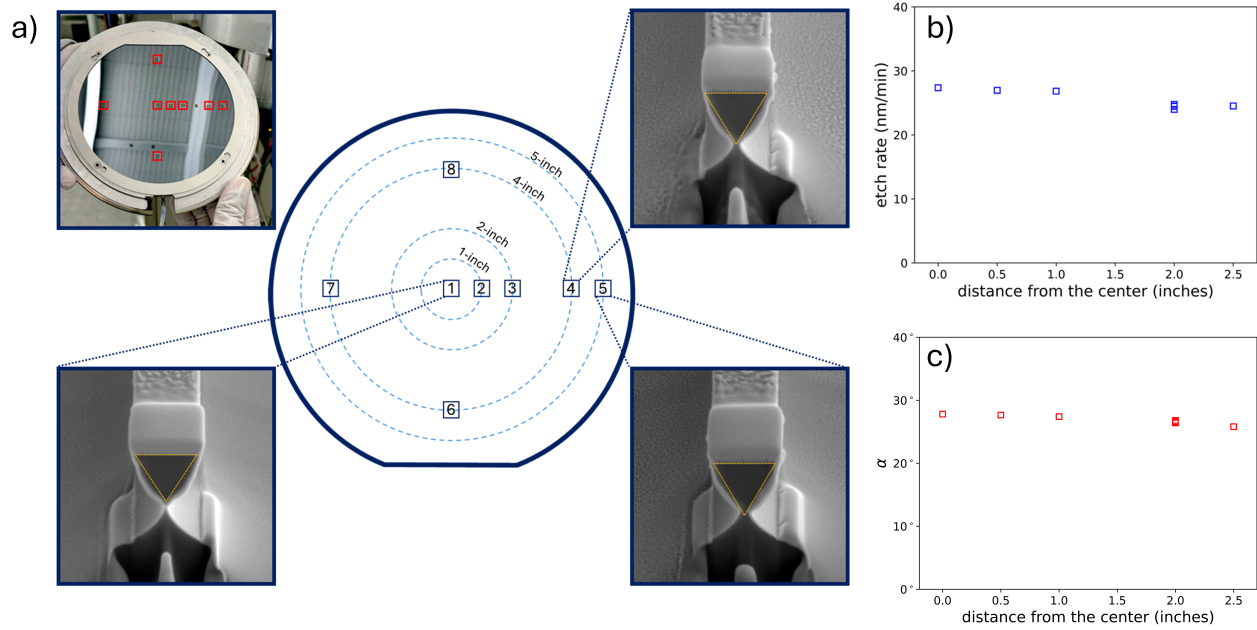 a)
5-inch
4-inch
2-inch
1-inch
8
7
1
2
3
4
5
6
b)
etch rate (nm/min)
40
30
20
10
0
0.0 0.5 1.0 1.5 2.0 2.5
distance from the center (inches)
c)
α
40°
30°
20°
10°
0°
0.0 0.5 1.0 1.5 2.0 2.5
distance from the center (inches)